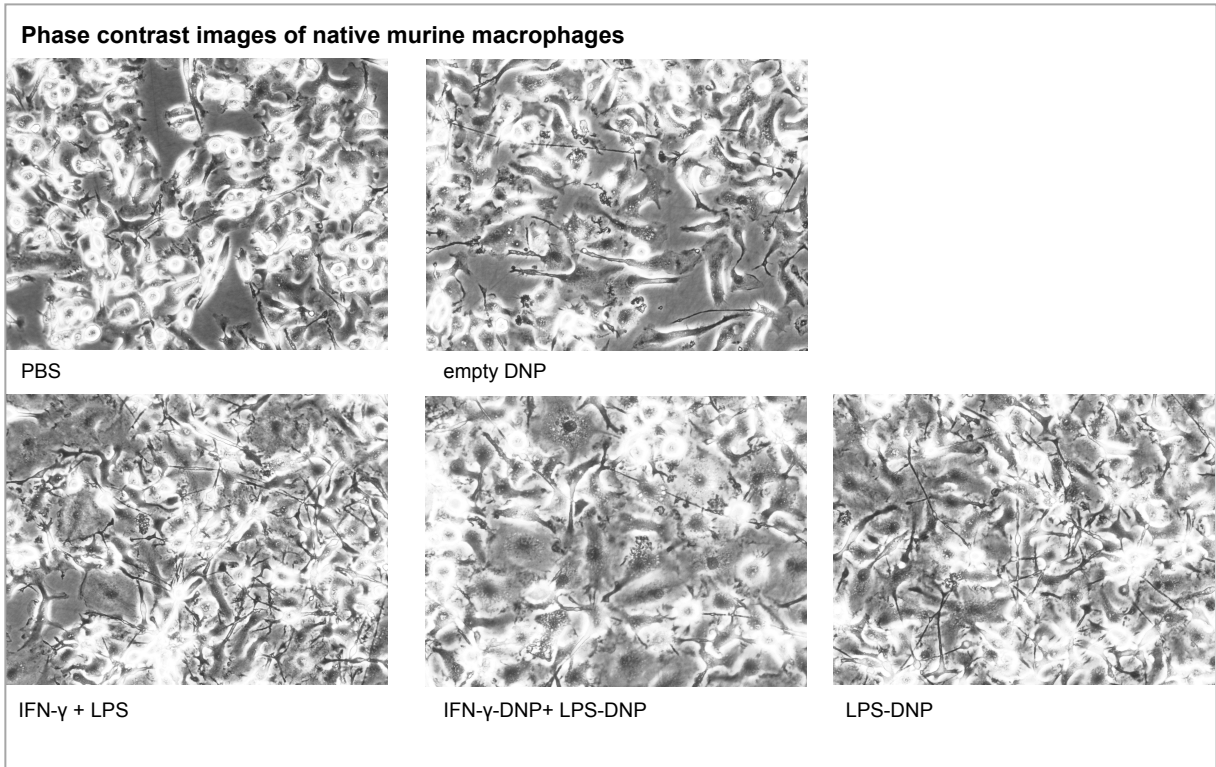 Phase contrast images of native murine macrophages
PBS
empty DNP
IFN-γ + LPS
IFN-γ-DNP+ LPS-DNP
LPS-DNP